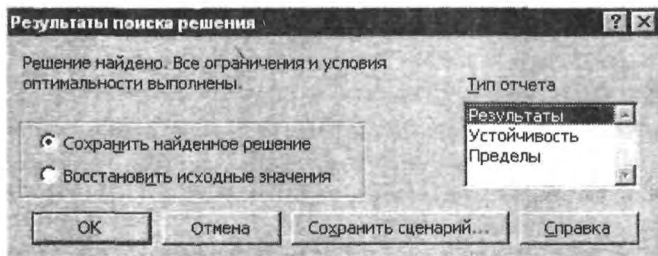 Результаты поиска решения
Решение найдено. Все ограничения и условия
оптимальности выполнены.
Тип отчета
Результаты
Устойчивость
Пределы
Сохранить найденное решение
Восстановить исходные значения
ОК
Отмена
Сохранить сценарий...
Справка